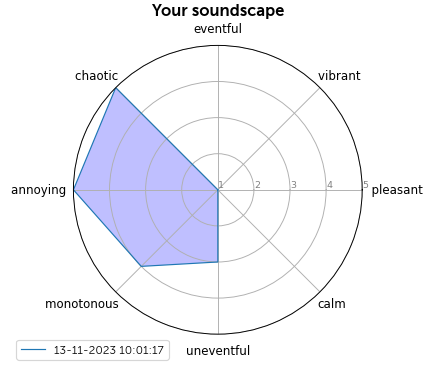 Your soundscape
eventful
chaotic
vibrant
annoying
1
2
3
4
5
pleasant
monotonous
calm
uneventful
13-11-2023 10:01:17